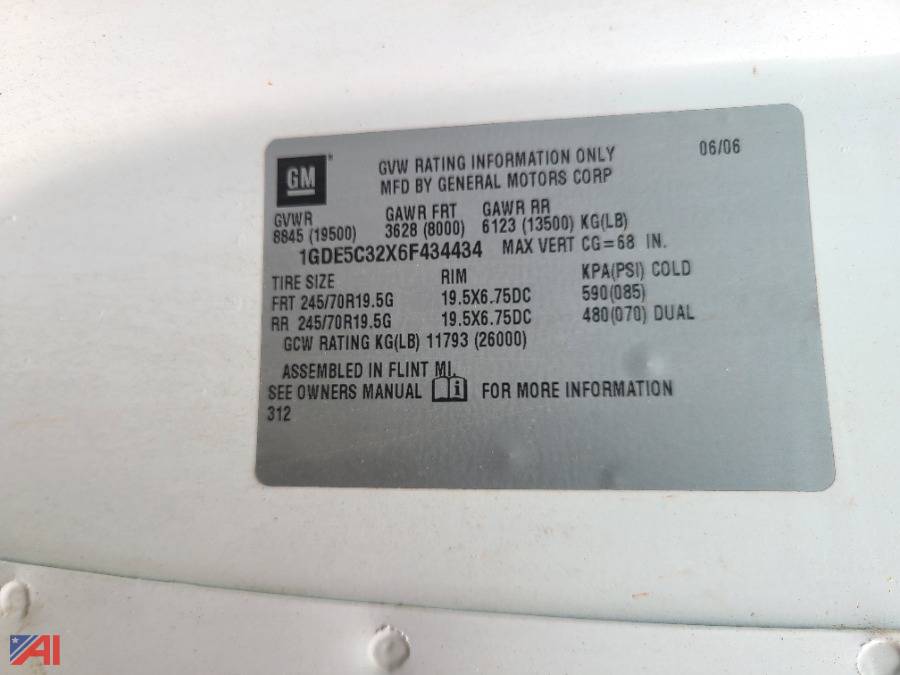 GM
GVW RATING INFORMATION ONLY 06/06
MFD BY GENERAL MOTORS CORP
GVWR GAWR FRT GAWR RR
8845 (19500) 3628 (8000) 6123 (13500) KG(LB)
1GDE5C32X6F434434 MAX VERT CG=68 IN.
TIRE SIZE RIM KPA(PSI) COLD
FRT 245/70R19.5G 19.5X6.75DC 590(085)
RR 245/70R19.5G 19.5X6.75DC 480(070) DUAL
GCW RATING KG(LB) 11793 (26000)
ASSEMBLED IN FLINT MI.
SEE OWNERS MANUAL i FOR MORE INFORMATION
312
AI